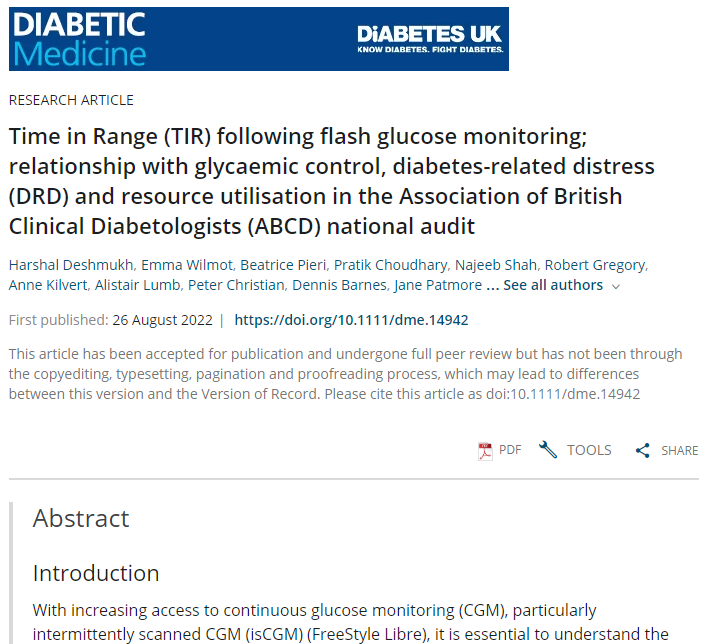 DIABETIC
Medicine
DiABETES UK
KNOW DIABETES. FIGHT DIABETES.
RESEARCH ARTICLE
Time in Range (TIR) following flash glucose monitoring;
relationship with glycaemic control, diabetes-related distress
(DRD) and resource utilisation in the Association of British
Clinical Diabetologists (ABCD) national audit
Harshal Deshmukh, Emma Wilmot, Beatrice Pieri, Pratik Choudhary, Najeeb Shah, Robert Gregory,
Anne Kilvert, Alistair Lumb, Peter Christian, Dennis Barnes, Jane Patmore ... See all authors
First published: 26 August 2022 | https://doi.org/10.1111/dme.14942
This article has been accepted for publication and undergone full peer review but has not been through
the copyediting, typesetting, pagination and proofreading process, which may lead to differences
between this version and the Version of Record. Please cite this article as doi:10.1111/dme.14942
PDF TOOLS SHARE
Abstract
Introduction
With increasing access to continuous glucose monitoring (CGM), particularly
intermittently scanned CGM (isCGM) (FreeStyle Libre), it is essential to understand the